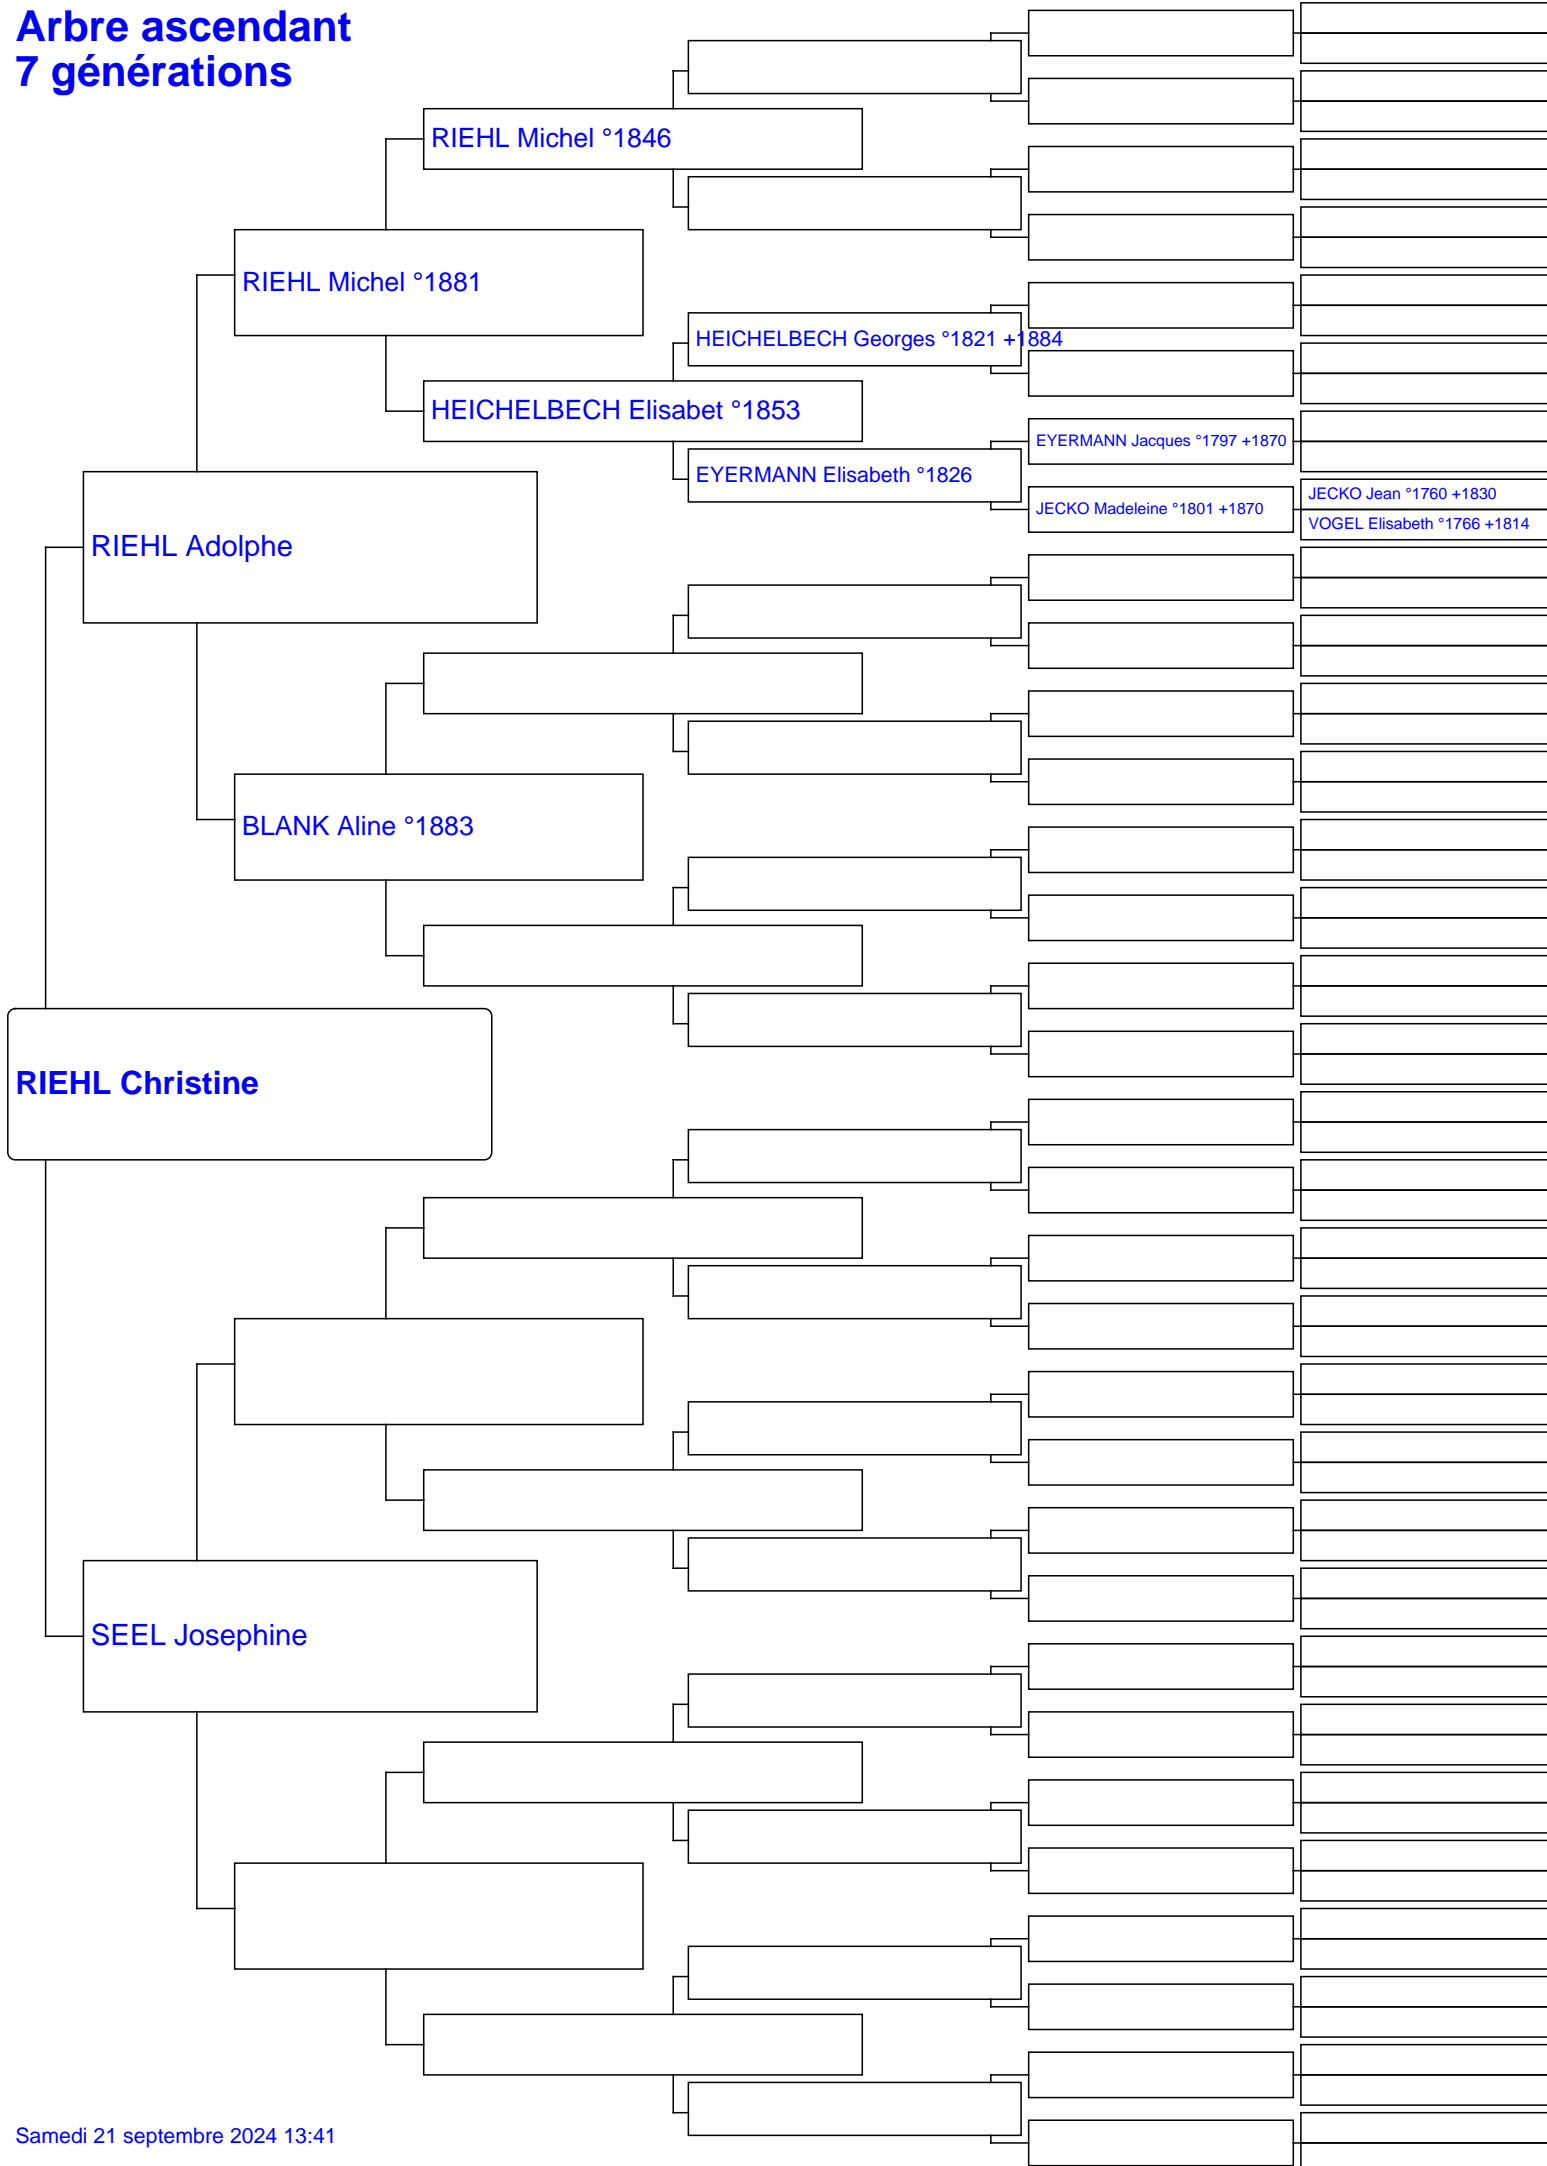 Arbre ascendant
7 générations
RIEHL Michel °1846
RIEHL Michel °1881
HEICHELBECH Georges °1821 +1884
HEICHELBECH Elisabet °1853
EYERMANN Jacques °1797 +1870
EYERMANN Elisabeth °1826
JECKO Jean °1760 +1830
JECKO Madeleine °1801 +1870
VOGEL Elisabeth °1766 +1814
RIEHL Adolphe
BLANK Aline °1883
RIEHL Christine
SEEL Josephine
Samedi 21 septembre 2024 13:41